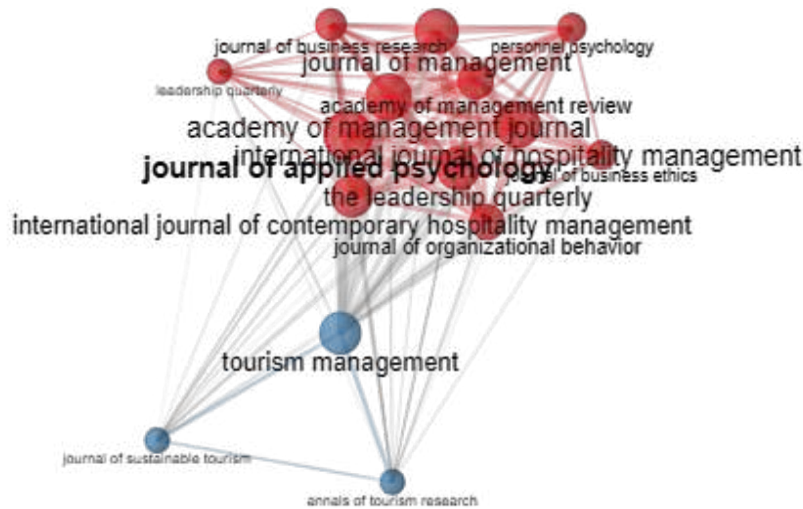 journal of business research
personnel psychology
journal of management
leadership quarterly
academy of management review
academy of management journal
international journal of hospitality management
journal of applied psychology
journal of business ethics
the leadership quarterly
international journal of contemporary hospitality management
journal of organizational behavior
tourism management
journal of sustainable tourism
annals of tourism research